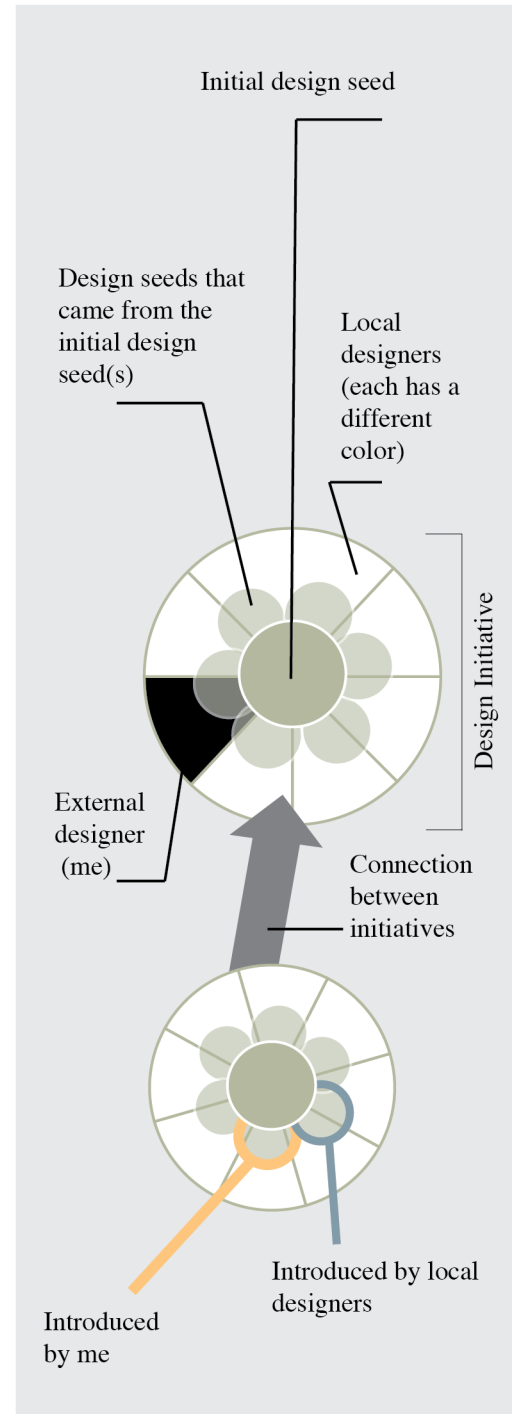 Initial design seed
Design seeds that
came from the
initial design
seed(s)
Local
designers
(each has a
different
color)
Design Initiative
External
designer
(me)
Connection
between
initiatives
Introduced by local
designers
Introduced
by me